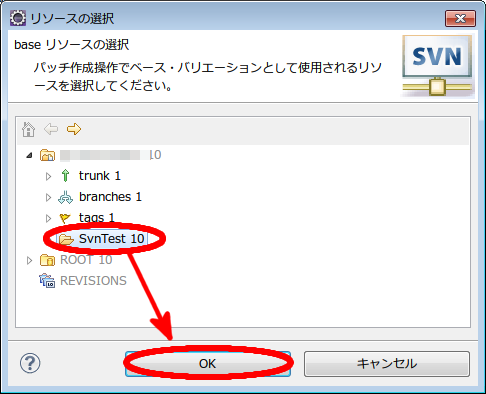 リソースの選択
base リソースの選択
パッチ作成操作でベース・バリエーションとして使用されるリソ
ースを選択してください。
SVN
10
trunk 1
branches 1
tags 1
SvnTest 10
ROOT 10
REVISIONS
OK
キャンセル